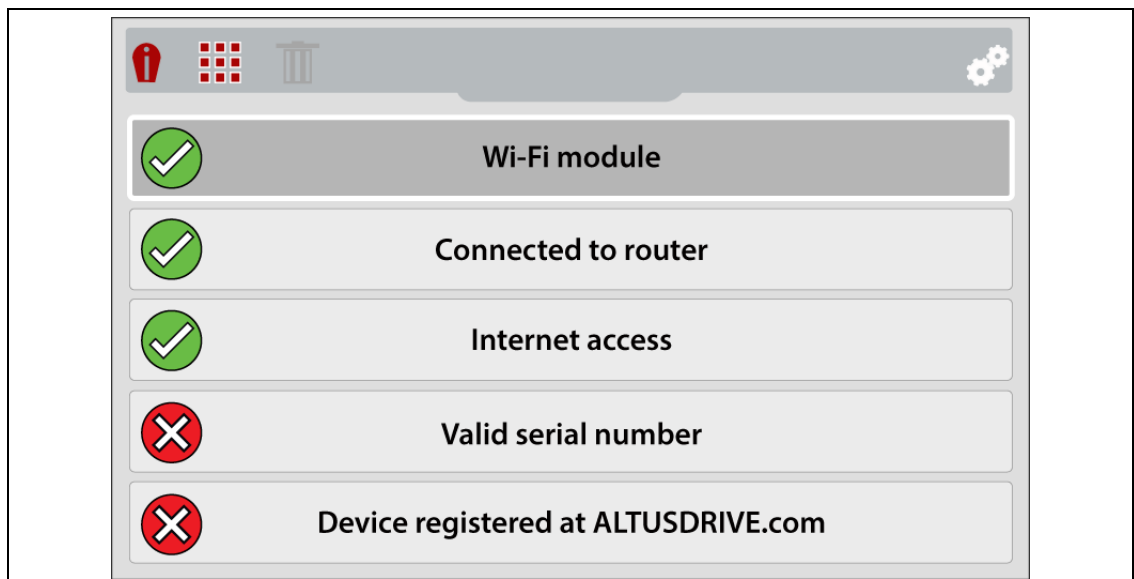 Wi-Fi module
Connected to router
Internet access
Valid serial number
Device registered at ALTUSDRIVE.com